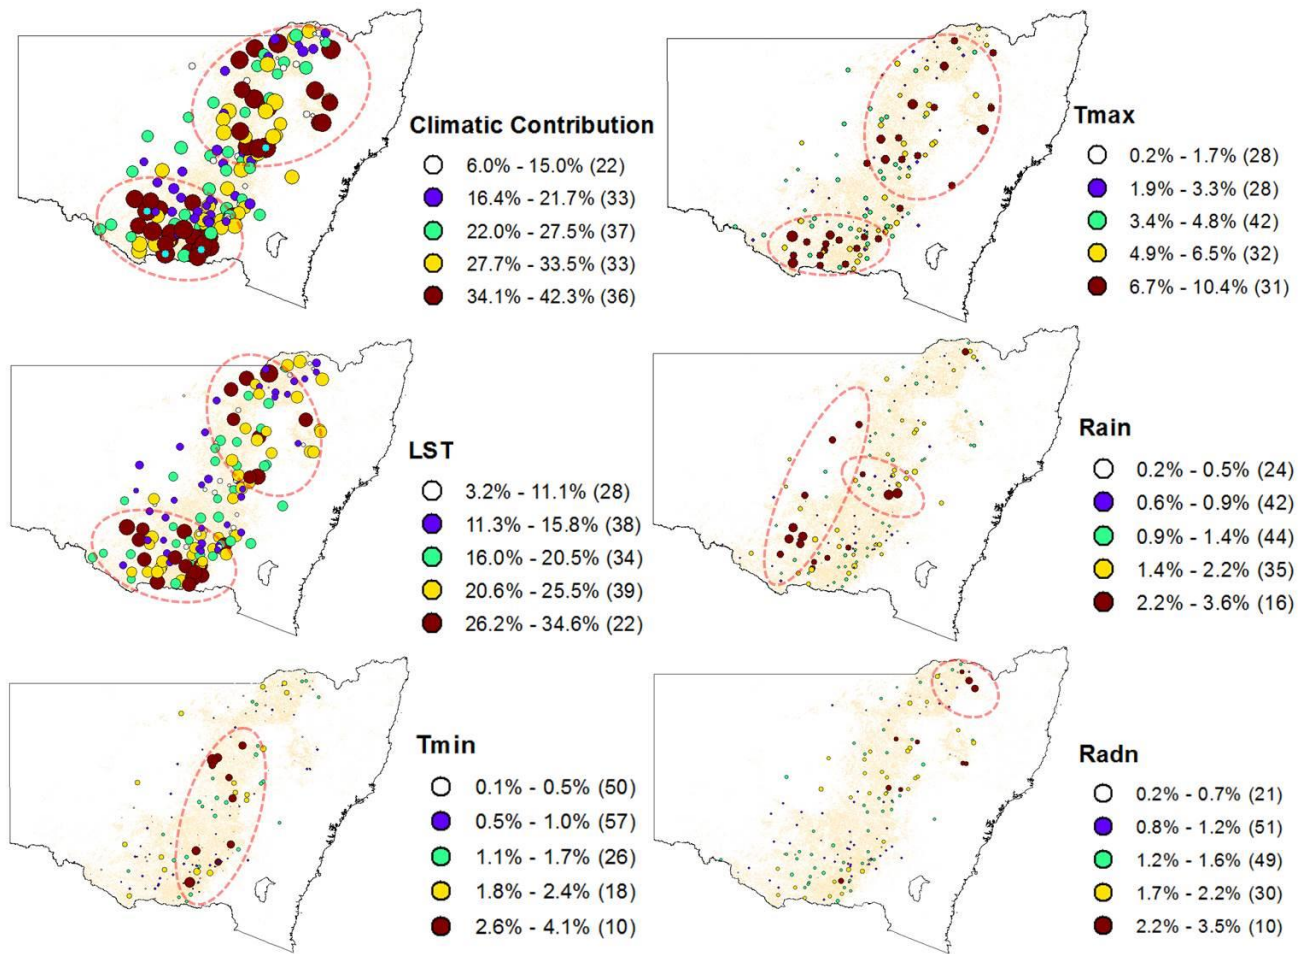 Climatic Contribution
6.0% - 15.0% (22)
16.4% - 21.7% (33)
22.0% - 27.5% (37)
27.7% - 33.5% (33)
34.1% - 42.3% (36)
Tmax
0.2% - 1.7% (28)
1.9% - 3.3% (28)
3.4% - 4.8% (42)
4.9% - 6.5% (32)
6.7% - 10.4% (31)
LST
3.2% - 11.1% (28)
11.3% - 15.8% (38)
16.0% - 20.5% (34)
20.6% - 25.5% (39)
26.2% - 34.6% (22)
Rain
0.2% - 0.5% (24)
0.6% - 0.9% (42)
0.9% - 1.4% (44)
1.4% - 2.2% (35)
2.2% - 3.6% (16)
Tmin
0.1% - 0.5% (50)
0.5% - 1.0% (57)
1.1% - 1.7% (26)
1.8% - 2.4% (18)
2.6% - 4.1% (10)
Radn
0.2% - 0.7% (21)
0.8% - 1.2% (51)
1.2% - 1.6% (49)
1.7% - 2.2% (30)
2.2% - 3.5% (10)